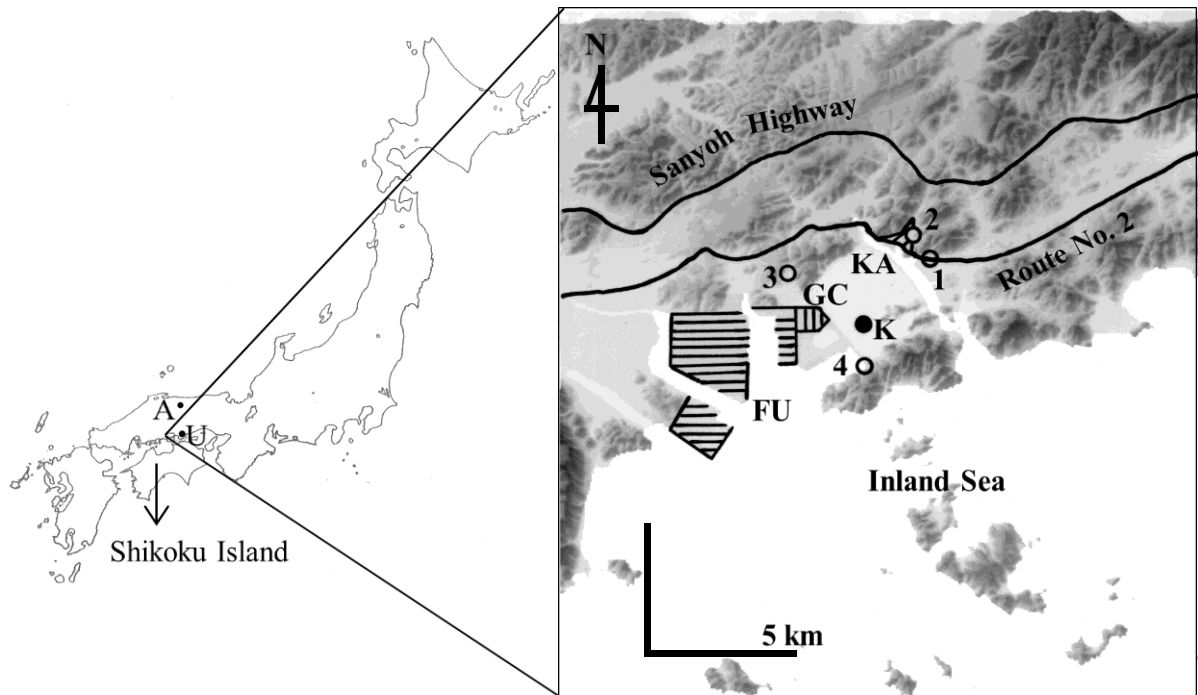 A
U
Shikoku Island
N
Sanyoh Highway
2
KA
1
Route No. 2
3
GC
K
4
FU
Inland Sea
5 km